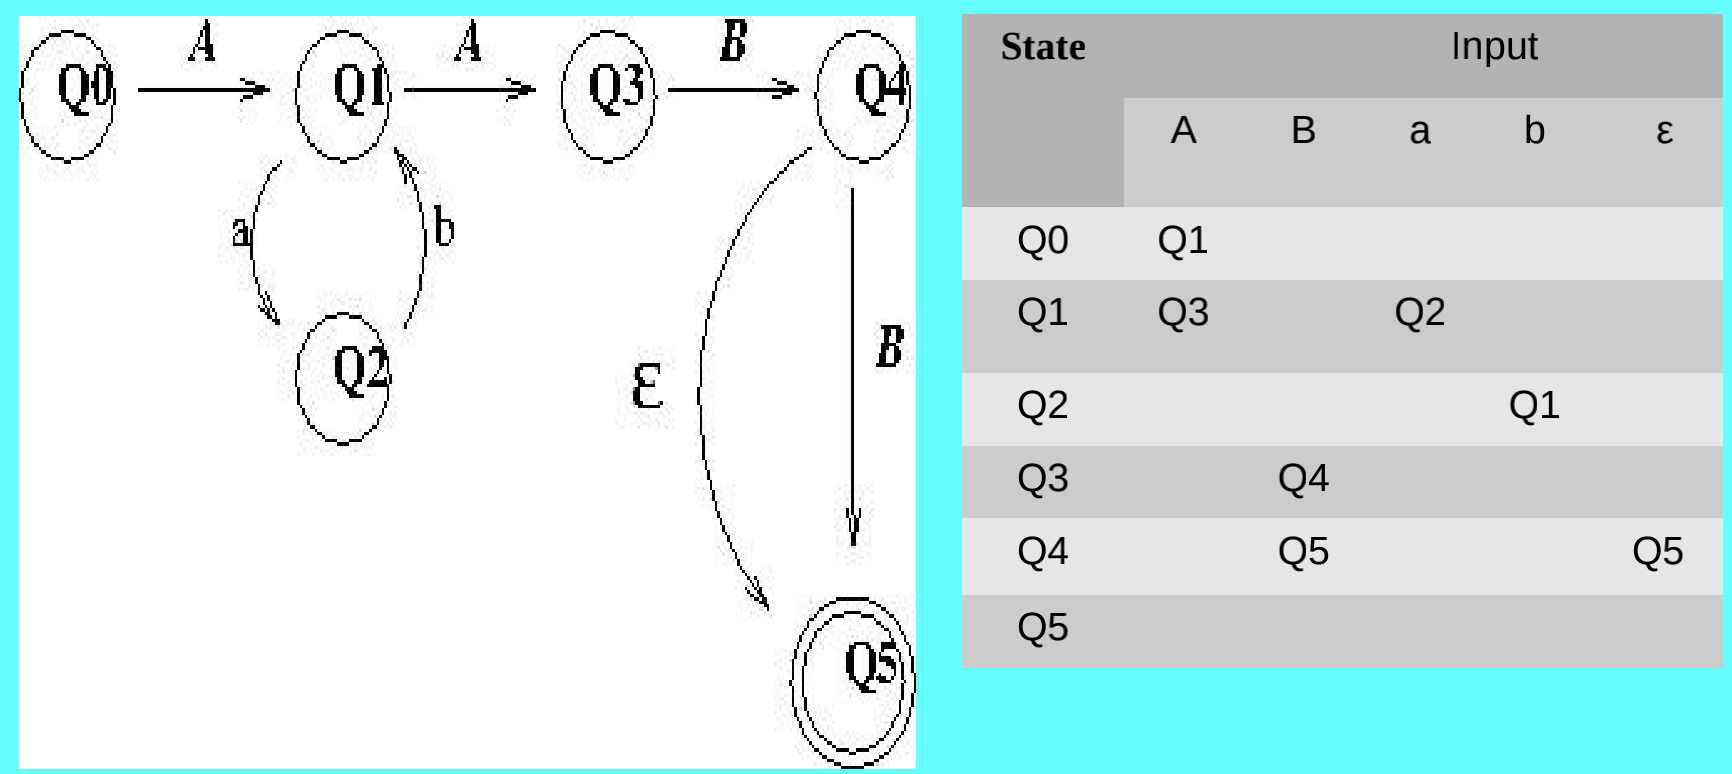 A A B
Q0 Q1 Q3 Q4
a b
ε B
Q2
Q5
State Input
A B a b ε
Q0 Q1
Q1 Q3 Q2
Q2 Q1
Q3 Q4
Q4 Q5 Q5
Q5